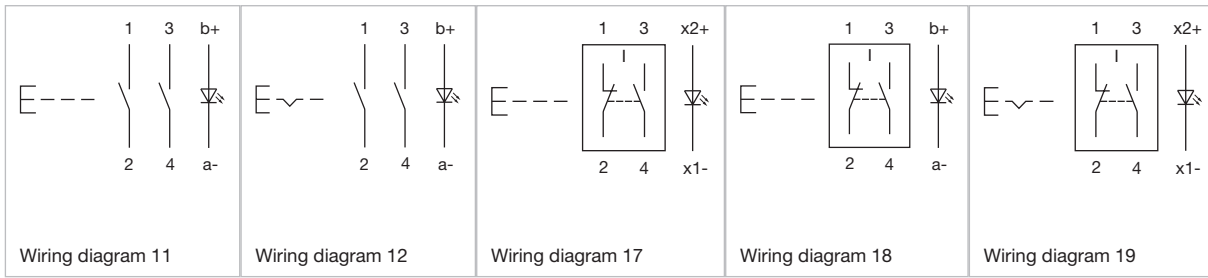 1 3 b+
2 4 a-
Wiring diagram 11
1 3 b+
2 4 a-
Wiring diagram 12
1 3 x2+
I
2 4 x1-
Wiring diagram 17
1 3 b+
I
2 4 a-
Wiring diagram 18
1 3 x2+
I
2 4 x1-
Wiring diagram 19